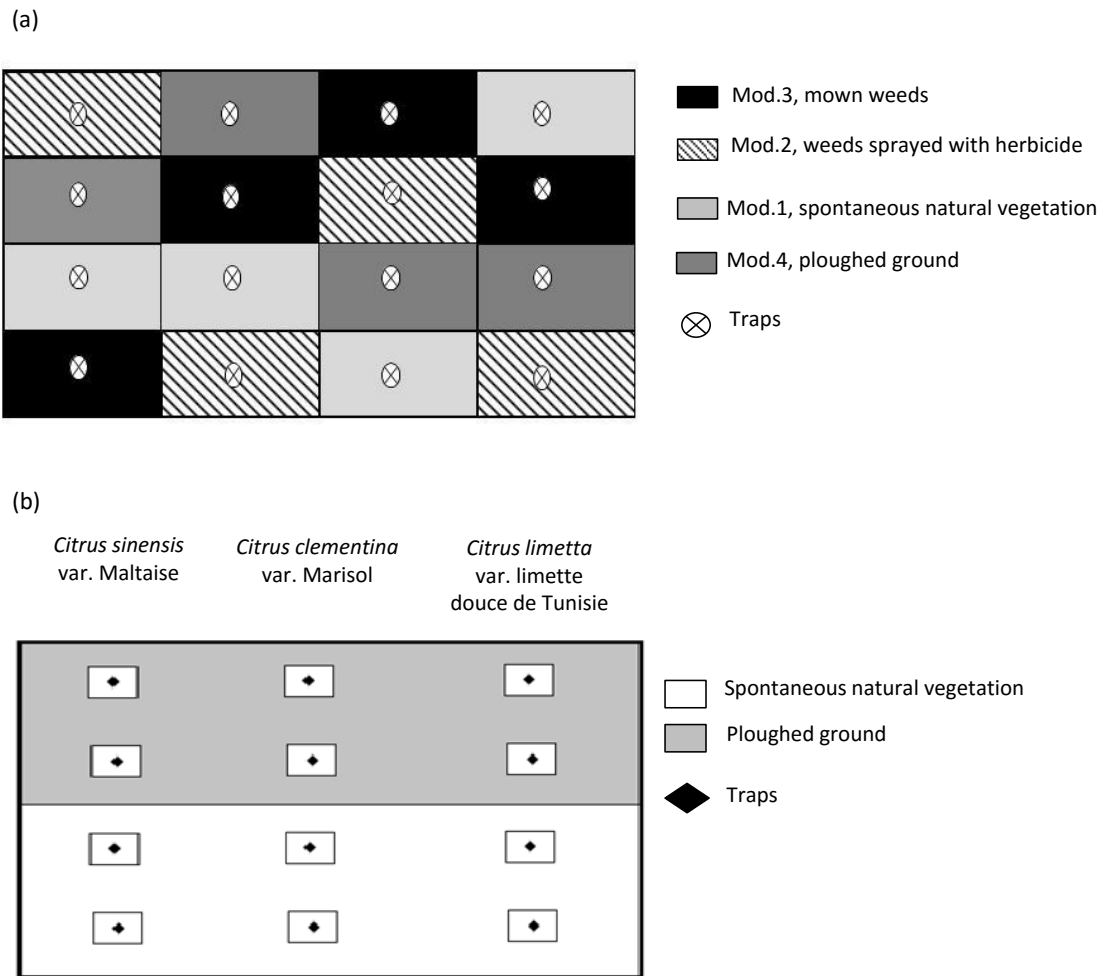 (a)
Mod.3, mown weeds
Mod.2, weeds sprayed with herbicide
Mod.1, spontaneous natural vegetation
Mod.4, ploughed ground
Traps
(b)
Citrus sinensis
var. Maltaise
Citrus clementina
var. Marisol
Citrus limetta
var. limette
douce de Tunisie
Spontaneous natural vegetation
Ploughed ground
Traps